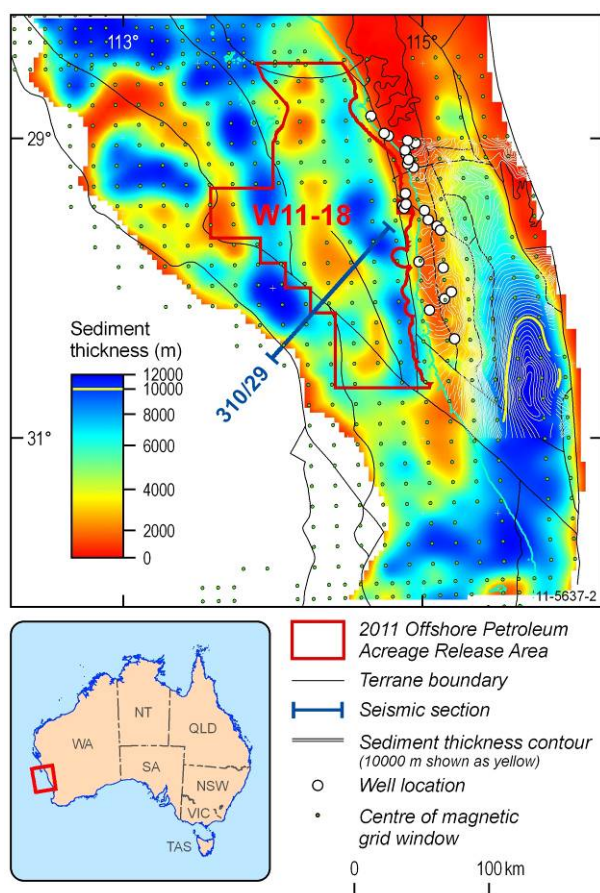 113°
115°
29°
W11-18
Sediment
thickness (m)
12000
10000
8000
6000
4000
2000
0
310/29
31°
11-5637-2
WA
NT
QLD
SA
NSW
VIC
TAS
2011 Offshore Petroleum
Acreage Release Area
Terrane boundary
Seismic section
Sediment thickness contour
(10000 m shown as yellow)
Well location
Centre of magnetic
grid window
0 100 km